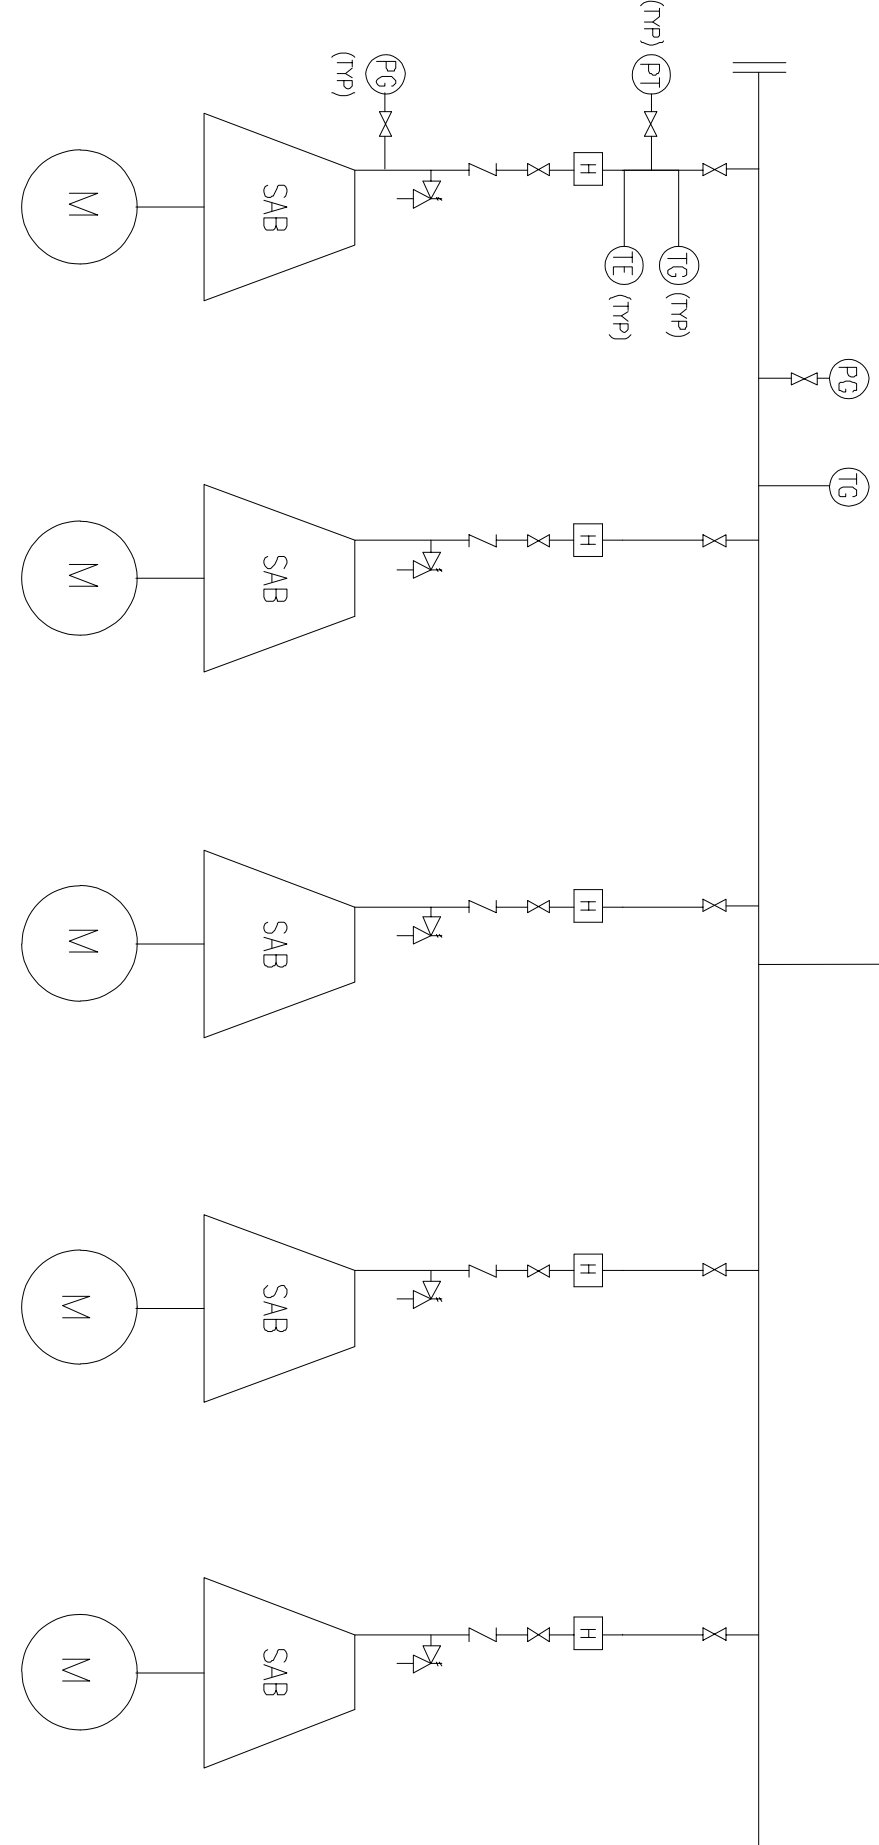 (TYP) PT
PG
(TYP)
M
SAB
H
TE (TYP)
TG (TYP)
PG
TG
M
SAB
H
M
SAB
H
M
SAB
H
M
SAB
H